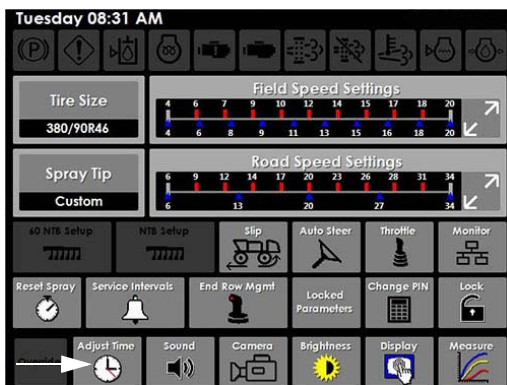 Tuesday 08:31 AM
(P)
Tire Size
380/90R46
Field Speed Settings
4 6 7 9 10 12 14 15 17 18 20
4 6 8 9 11 13 15 16 18 20
Spray Tip
Custom
Road Speed Settings
6 9 12 14 17 20 23 26 28 31 34
6 13 20 27 34
60 NTB Setup
NTB Setup
Slip
Auto Steer
Throttle
Monitor
Reset Spray
Service Intervals
End Row Mgmt
Locked
Parameters
Change PIN
Lock
Adjust Time
Sound
Camera
Brightness
Display
Measure